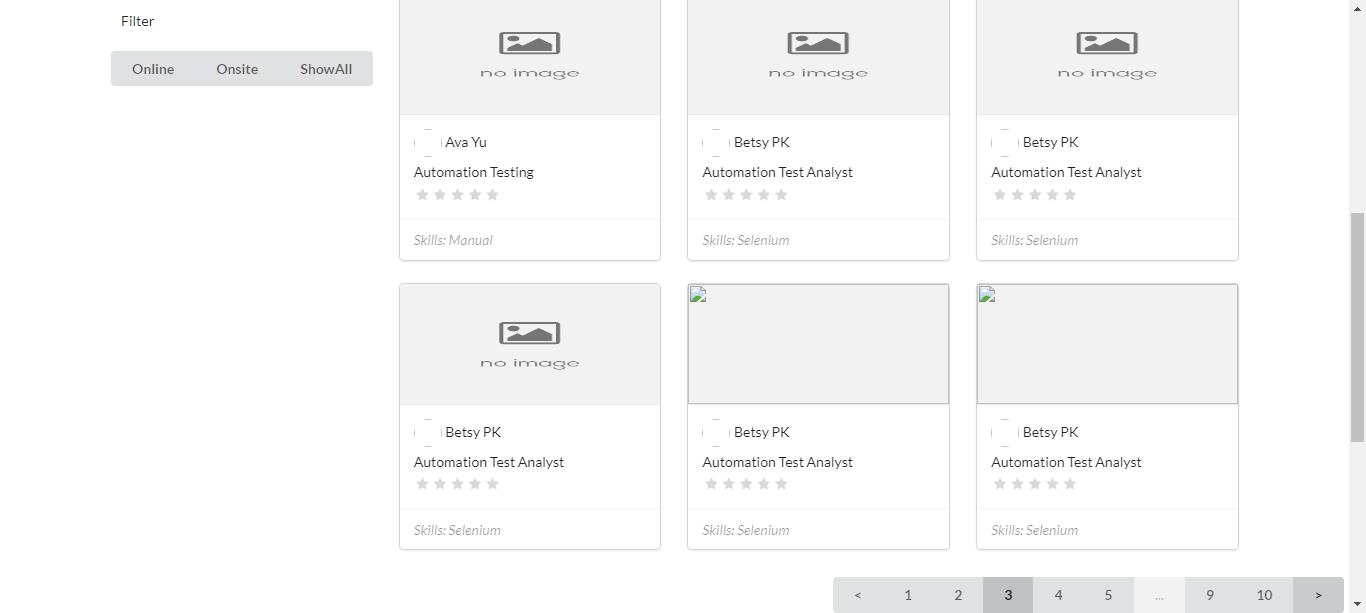 Filter
Online Onsite ShowAll
no image no image no image
Ava Yu Betsy PK Betsy PK
Automation Testing Automation Test Analyst Automation Test Analyst
Skills: Manual Skills: Selenium Skills: Selenium
no image
Betsy PK Betsy PK Betsy PK
Automation Test Analyst Automation Test Analyst Automation Test Analyst
Skills: Selenium Skills: Selenium Skills: Selenium
< 1 2 3 4 5 ... 9 10 >